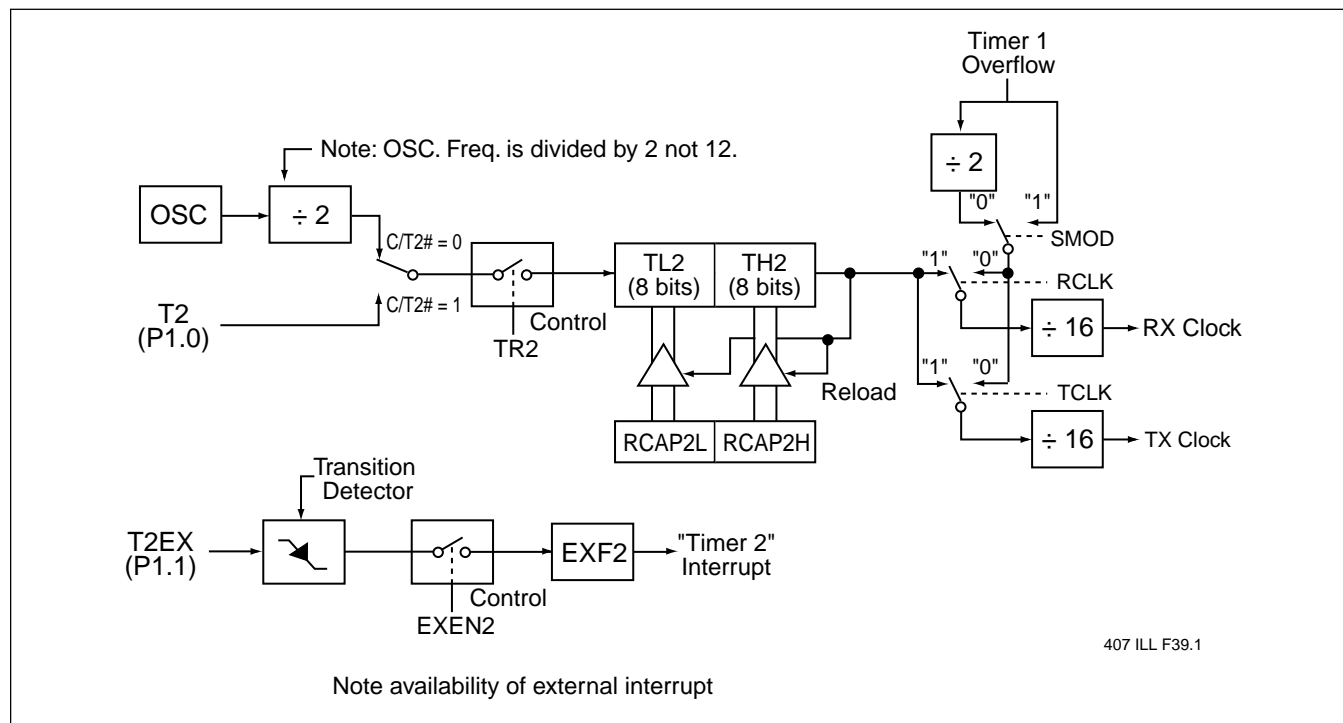 Timer 1
Overflow
Note: OSC. Freq. is divided by 2 not 12.
÷ 2
"0"
"1"
OSC
÷ 2
SMOD
C/T2# = 0
TL2
(8 bits)
TH2
(8 bits)
"1"
"0"
RCLK
C/T2# = 1
T2
(P1.0)
Control
TR2
÷ 16
RX Clock
"1"
"0"
Reload
TCLK
RCAP2L
RCAP2H
÷ 16
TX Clock
Transition
Detector
T2EX
(P1.1)
EXF2
"Timer 2"
Interrupt
Control
EXEN2
407 ILL F39.1
Note availability of external interrupt